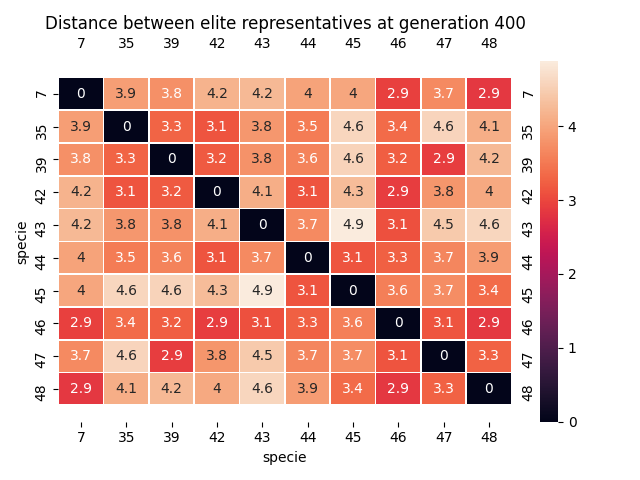 Distance between elite representatives at generation 400
7 35 39 42 43 44 45 46 47 48
7 0 3.9 3.8 4.2 4.2 4 4 2.9 3.7 2.9 7
35 3.9 0 3.3 3.1 3.8 3.5 4.6 3.4 4.6 4.1 35
39 3.8 3.3 0 3.2 3.8 3.6 4.6 3.2 2.9 4.2 39
42 4.2 3.1 3.2 0 4.1 3.1 4.3 2.9 3.8 4 42
43 4.2 3.8 3.8 4.1 0 3.7 4.9 3.1 4.5 4.6 43
44 4 3.5 3.6 3.1 3.7 0 3.1 3.3 3.7 3.9 44
45 4 4.6 4.6 4.3 4.9 3.1 0 3.6 3.7 3.4 45
46 2.9 3.4 3.2 2.9 3.1 3.3 3.6 0 3.1 2.9 46
47 3.7 4.6 2.9 3.8 4.5 3.7 3.7 3.1 0 3.3 47
48 2.9 4.1 4.2 4 4.6 3.9 3.4 2.9 3.3 0 48
7 35 39 42 43 44 45 46 47 48
specie
specie
4
3
2
1
0